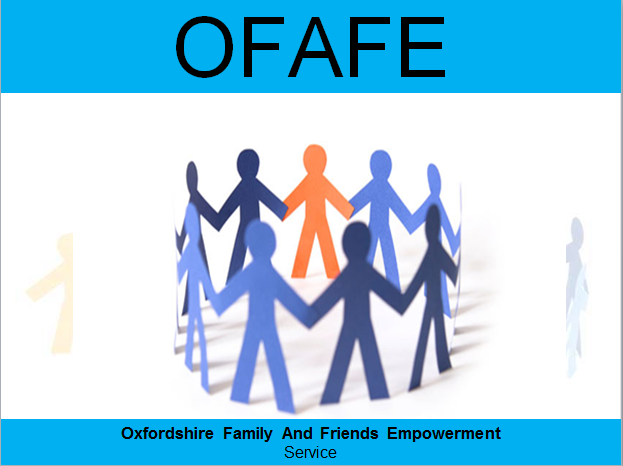 OFAFE
Oxfordshire Family And Friends Empowerment
Service